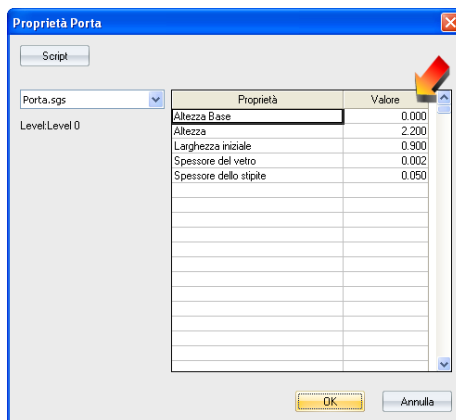 Proprietà Porta
Script
Porta.sgs
Level:Level 0
Proprietà Valore
Altezza Base 0.000
Altezza 2.200
Larghezza iniziale 0.900
Spessore del vetro 0.002
Spessore dello stipite 0.050
OK Annulla